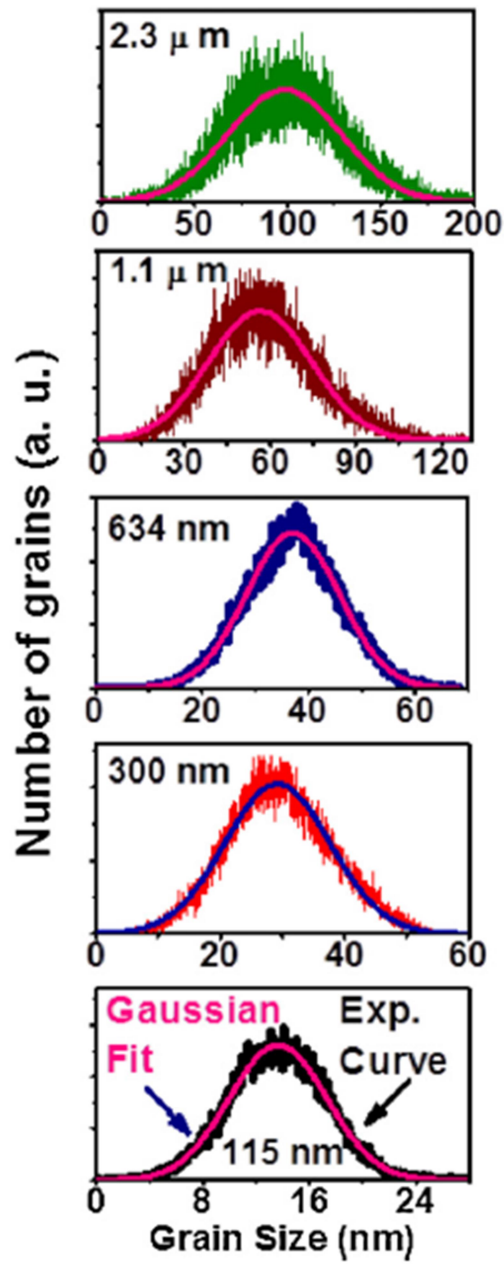 Number of grains (a. u.)
2.3 μ m
0 50 100 150 200
1.1 μ m
0 30 60 90 120
634 nm
0 20 40 60
300 nm
0 20 40 60
Gaussian Exp.
Fit Curve
115 nm
0 8 16 24
Grain Size (nm)